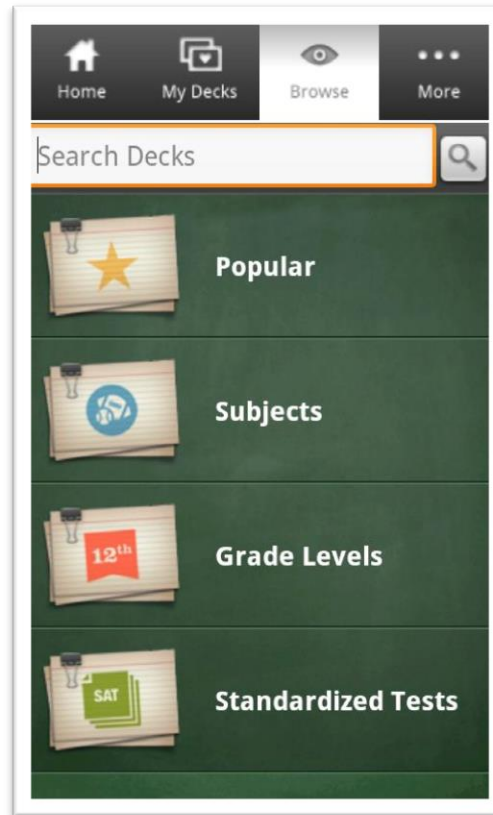 Home My Decks Browse More
Search Decks
Popular
Subjects
12th
Grade Levels
SAT
Standardized Tests